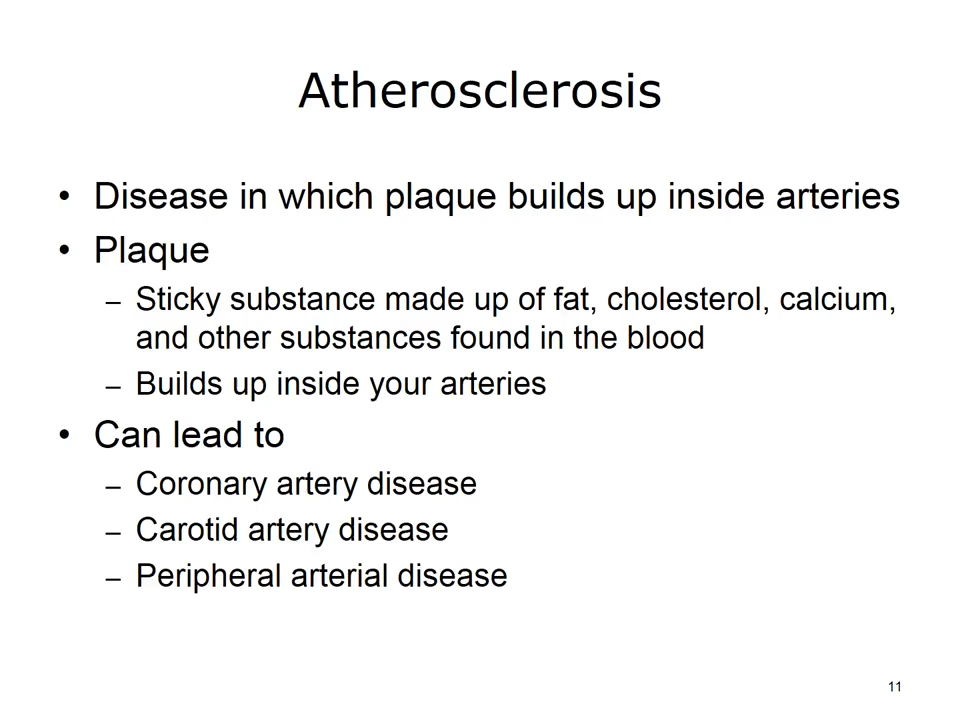 Atherosclerosis
• Disease in which plaque builds up inside arteries
• Plaque
– Sticky substance made up of fat, cholesterol, calcium,
and other substances found in the blood
– Builds up inside your arteries
• Can lead to
– Coronary artery disease
– Carotid artery disease
– Peripheral arterial disease
11